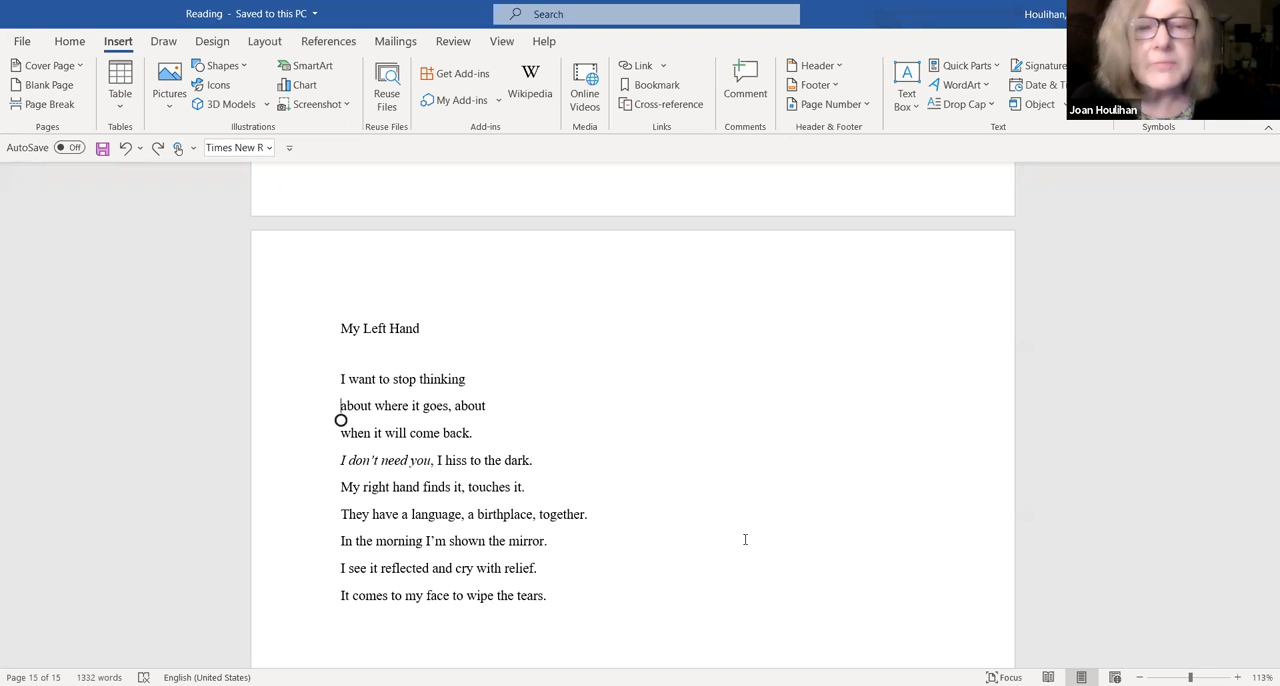 Reading - Saved to this PC
Search
Houlihan,
File Home Insert Draw Design Layout References Mailings Review View Help
Cover Page
Blank Page
Page Break
Pages
Table
Tables
Pictures
Shapes
Icons
3D Models
SmartArt
Chart
Screenshot
Illustrations
Reuse
Files
Reuse Files
Get Add-ins
My Add-ins
W
Wikipedia
Add-ins
Online
Videos
Media
Link
Bookmark
Cross-reference
Links
Comment
Comments
Header
Footer
Page Number
Header & Footer
Text
Box
Quick Parts
WordArt
Drop Cap
Signature
Date & Ti
Object
Text
Symbols
Joan Houlihan
AutoSave Off
Times New R
My Left Hand
I want to stop thinking
about where it goes, about
when it will come back.
I don’t need you, I hiss to the dark.
My right hand finds it, touches it.
They have a language, a birthplace, together.
In the morning I’m shown the mirror.
I see it reflected and cry with relief.
It comes to my face to wipe the tears.
Page 15 of 15 1332 words English (United States) Focus 113%